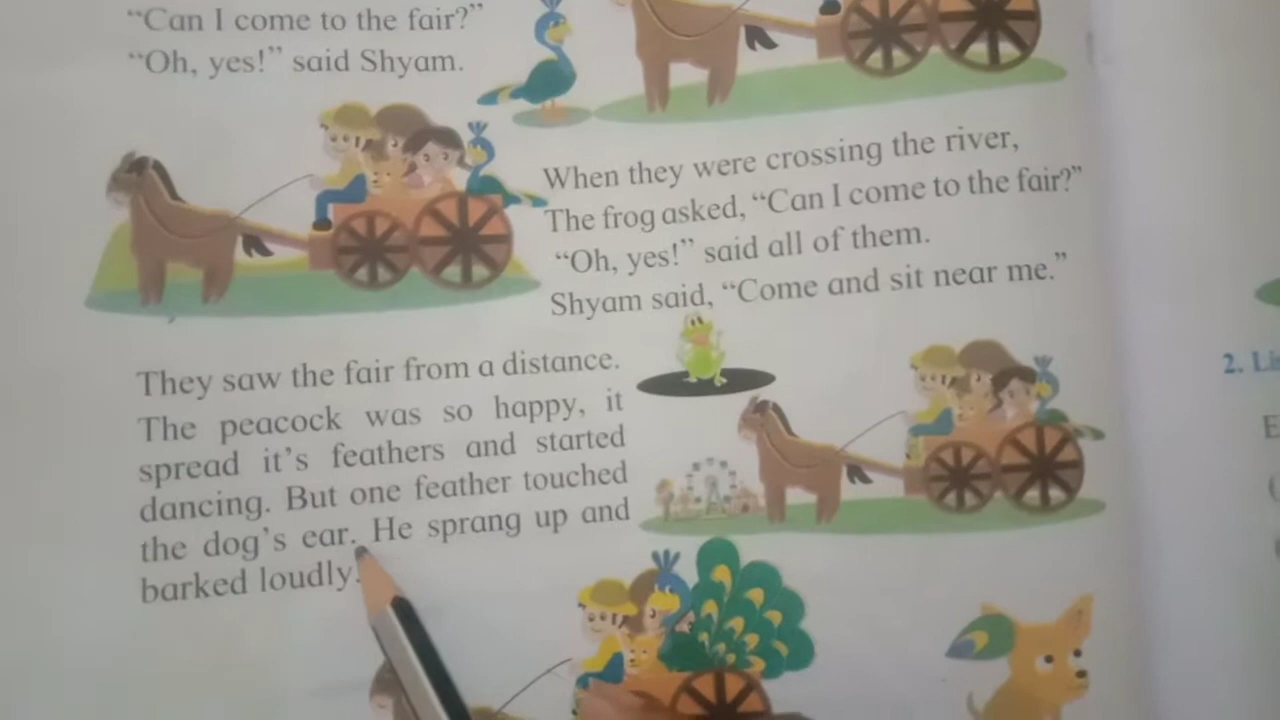 “Can I come to the fair?”
“Oh, yes!” said Shyam.
When they were crossing the river,
The frog asked, “Can I come to the fair?”
“Oh, yes!” said all of them.
Shyam said, “Come and sit near me.”
They saw the fair from a distance.
The peacock was so happy, it
spread it’s feathers and started
dancing. But one feather touched
the dog’s ear. He sprang up and
barked loudly.
2.